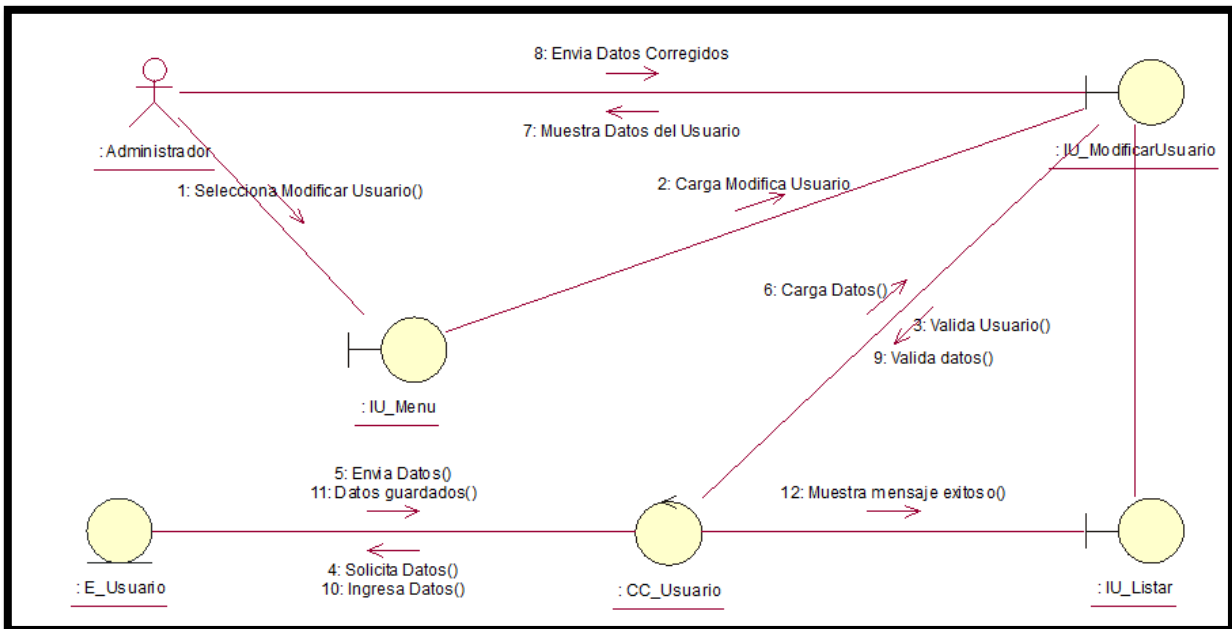 8: Envia Datos Corregidos
7: Muestra Datos del Usuario
: Administrador
: IU_ModificarUsuario
1: Selecciona Modificar Usuario()
2: Carga Modifica Usuario
6: Carga Datos()
3: Valida Usuario()
9: Valida datos()
: IU_Menu
5: Envia Datos()
11: Datos guardados()
12: Muestra mensaje exitoso()
4: Solicita Datos()
10: Ingresa Datos()
: E_Usuario
: CC_Usuario
: IU_Listar